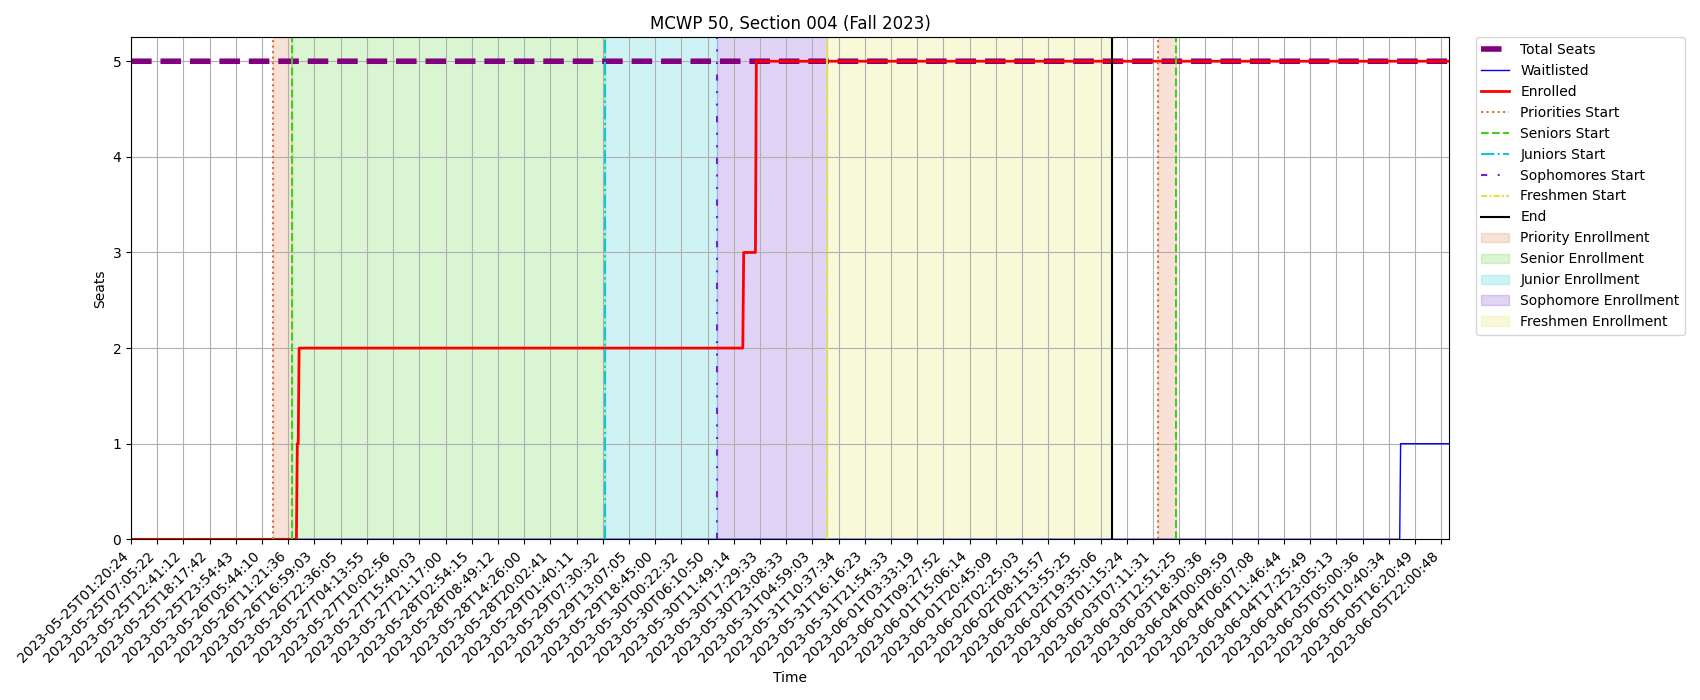 MCWP 50, Section 004 (Fall 2023)
Seats
5
4
3
2
1
0
Total Seats
Waitlisted
Enrolled
Priorities Start
Seniors Start
Juniors Start
Sophomores Start
Freshmen Start
End
Priority Enrollment
Senior Enrollment
Junior Enrollment
Sophomore Enrollment
Freshmen Enrollment
2023-05-25T01:20:24
2023-05-25T07:05:22
2023-05-25T12:41:12
2023-05-25T18:17:42
2023-05-25T23:54:43
2023-05-26T05:44:10
2023-05-26T11:21:36
2023-05-26T16:59:03
2023-05-26T22:36:05
2023-05-27T04:13:55
2023-05-27T10:02:56
2023-05-27T15:40:03
2023-05-27T21:17:00
2023-05-28T02:54:15
2023-05-28T08:49:12
2023-05-28T14:26:00
2023-05-28T20:02:41
2023-05-29T01:40:11
2023-05-29T07:30:32
2023-05-29T13:07:05
2023-05-29T18:45:00
2023-05-30T00:22:32
2023-05-30T06:10:50
2023-05-30T11:49:14
2023-05-30T17:29:33
2023-05-30T23:08:33
2023-05-31T04:59:03
2023-05-31T10:37:34
2023-05-31T16:16:23
2023-05-31T21:54:33
2023-06-01T03:33:19
2023-06-01T09:27:52
2023-06-01T15:06:14
2023-06-01T20:45:09
2023-06-02T02:25:03
2023-06-02T08:15:57
2023-06-02T13:55:25
2023-06-02T19:35:06
2023-06-03T01:15:24
2023-06-03T07:11:31
2023-06-03T12:51:25
2023-06-03T18:30:36
2023-06-04T00:09:59
2023-06-04T06:07:08
2023-06-04T11:46:44
2023-06-04T17:25:49
2023-06-04T23:05:13
2023-06-05T05:00:36
2023-06-05T10:40:34
2023-06-05T16:20:49
2023-06-05T22:00:48
Time